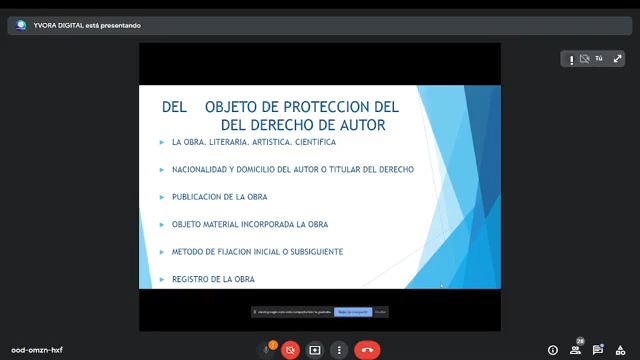 YVORA DIGITAL está presentando
Tú
DEL OBJETO DE PROTECCION DEL
DEL DERECHO DE AUTOR
LA OBRA. LITERARIA. ARTISTICA. CIENTIFICA
NACIONALIDAD Y DOMICILIO DEL AUTOR O TITULAR DEL DERECHO
PUBLICACION DE LA OBRA
OBJETO MATERIAL INCORPORADA LA OBRA
METODO DE FIJACION INICIAL O SUBSIGUIENTE
REGISTRO DE LA OBRA
ood-omzn-hxf
28